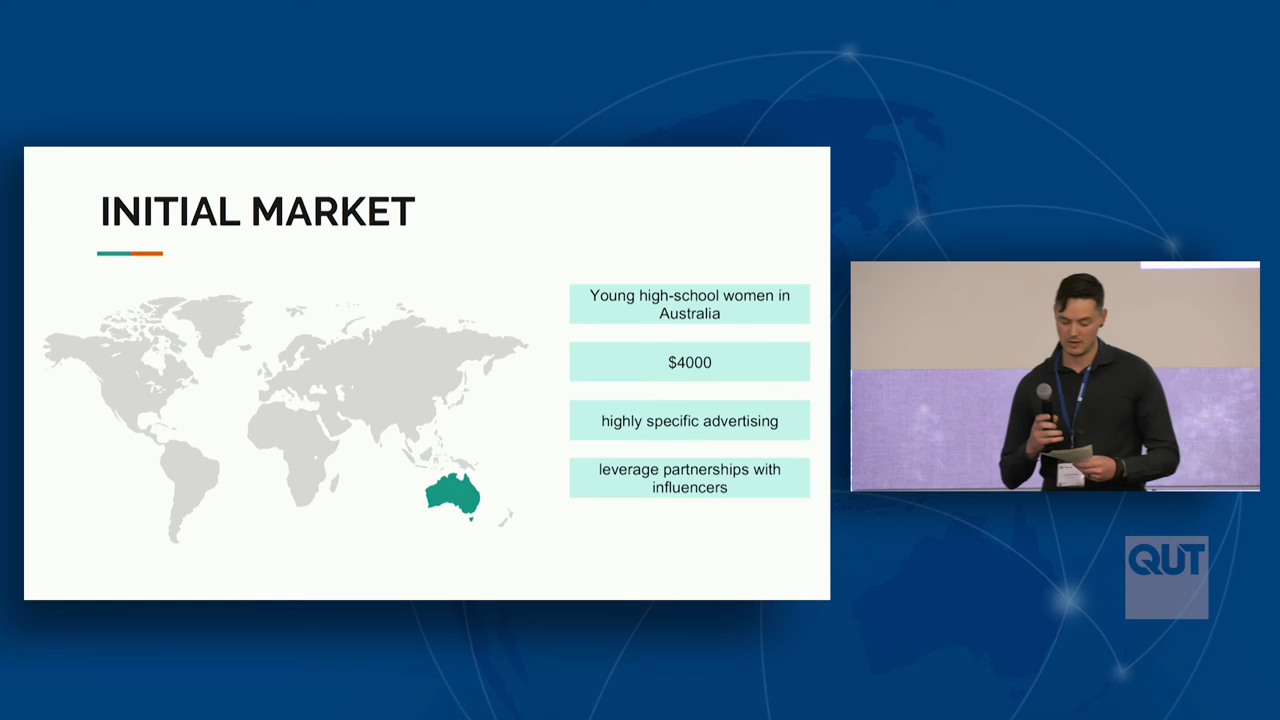 INITIAL MARKET
Young high-school women in
Australia
$4000
highly specific advertising
leverage partnerships with
influencers
QUT